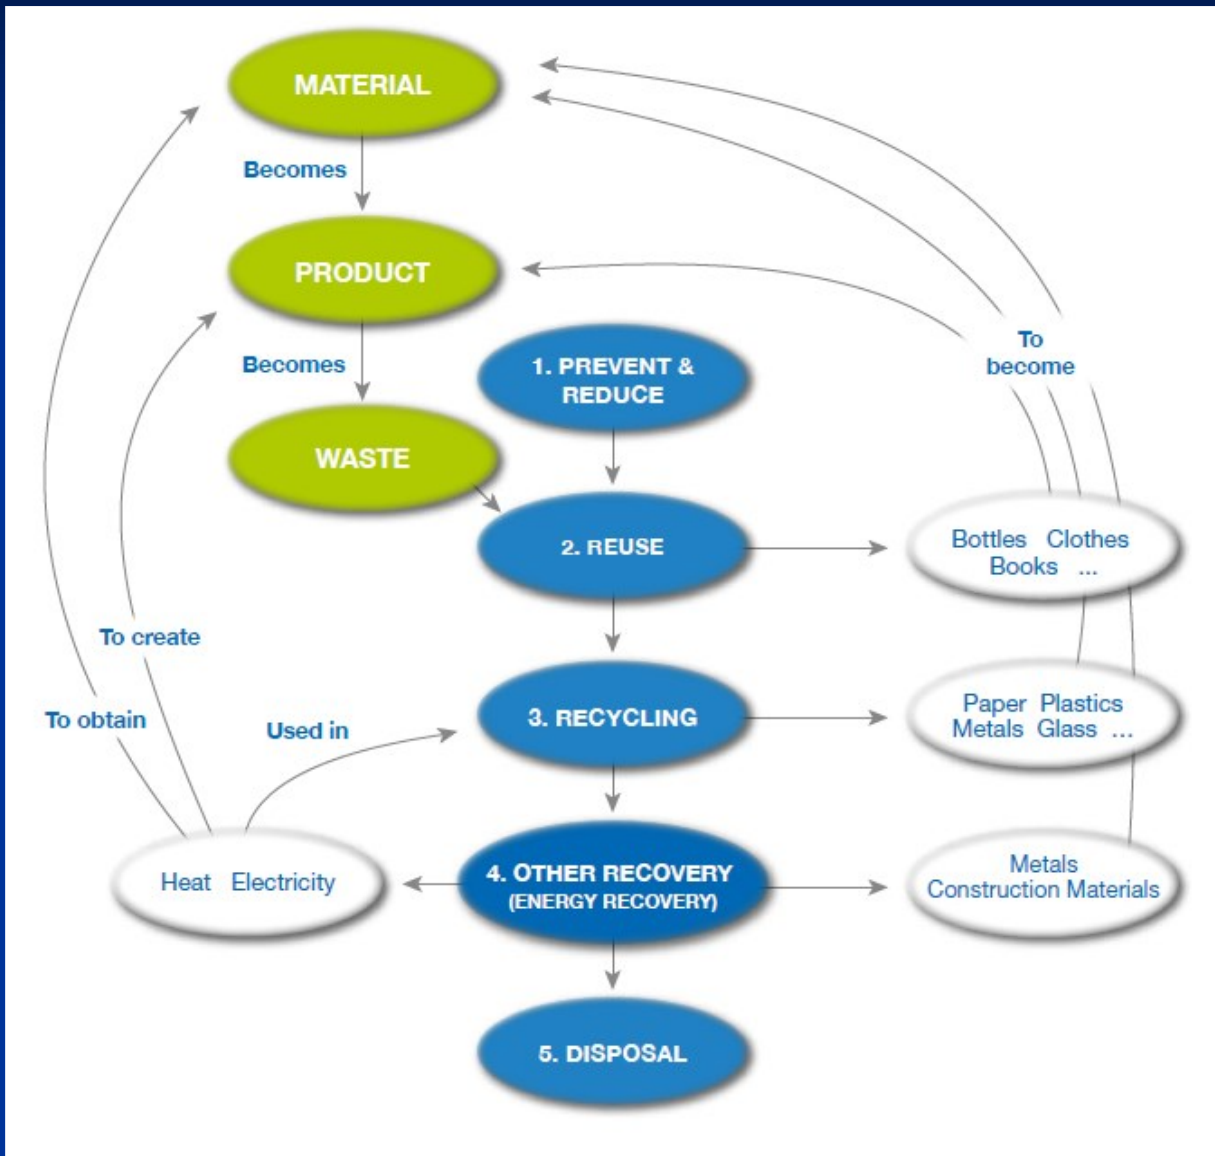 MATERIAL
Becomes
PRODUCT
Becomes
To
become
1. PREVENT &
REDUCE
WASTE
2. REUSE
Bottles Clothes
Books ...
To create
To obtain
Used in
3. RECYCLING
Paper Plastics
Metals Glass ...
Heat Electricity
4. OTHER RECOVERY
(ENERGY RECOVERY)
Metals
Construction Materials
5. DISPOSAL